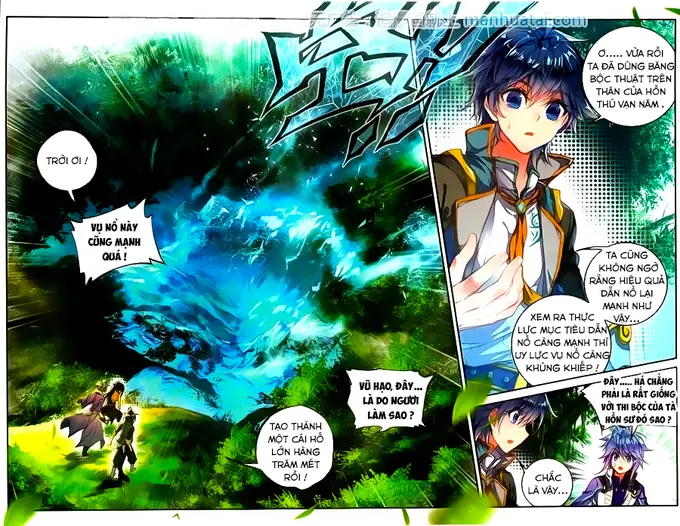 manhuatai.com
TRỜI ƠI !
VỤ NỔ NÀY
CŨNG MẠNH
QUÁ !
VŨ HẠO, ĐÂY...
LÀ DO NGƯƠI
LÀM SAO ?
TẠO THÀNH
MỘT CÁI HỐ
LỚN HÀNG
TRĂM MÉT
RỒI !
Ơ..... VỪA RỒI
TA ĐÃ DÙNG BĂNG
BỘC THUẬT TRÊN
THÂN CỦA HỒN
THÚ VẠN NĂM .
TA CŨNG
KHÔNG NGỜ
RẰNG HIỆU QUẢ
DẪN NỔ LẠI
MẠNH NHƯ
VẬY...
XEM RA THỰC
LỰC MỤC TIÊU DẪN
NỔ CÀNG MẠNH THÌ
UY LỰC VỤ NỔ CÀNG
KHỦNG KHIẾP !
ĐÂY..... HÁ CHẲNG
PHẢI LÀ RẤT GIỐNG
VỚI THI BỘC CỦA TÀ
HỒN SƯ ĐÓ SAO ?
CHẮC
LÀ VẬY...